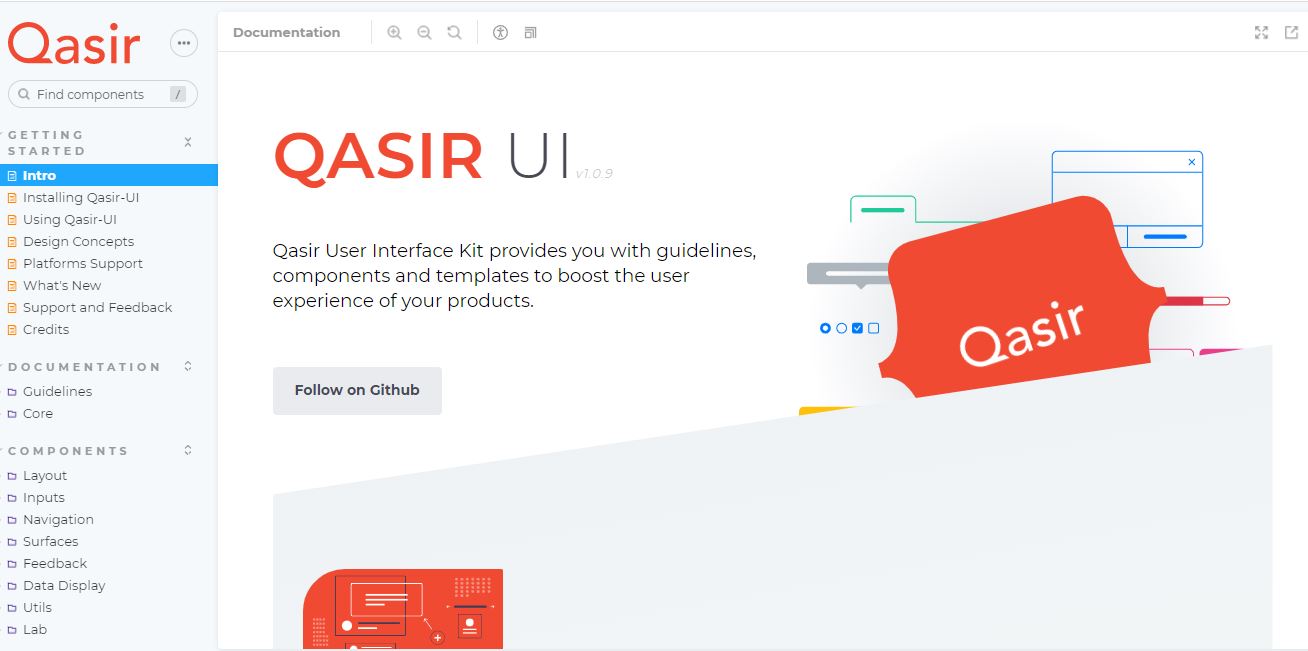 Qasir
Find components /
GETTING
STARTED
Intro
Installing Qasir-UI
Using Qasir-UI
Design Concepts
Platforms Support
What's New
Support and Feedback
Credits
DOCUMENTATION
Guidelines
Core
COMPONENTS
Layout
Inputs
Navigation
Surfaces
Feedback
Data Display
Utils
Lab
Documentation
QASIR UI v1.0.9
Qasir User Interface Kit provides you with guidelines,
components and templates to boost the user
experience of your products.
Follow on Github
Qasir